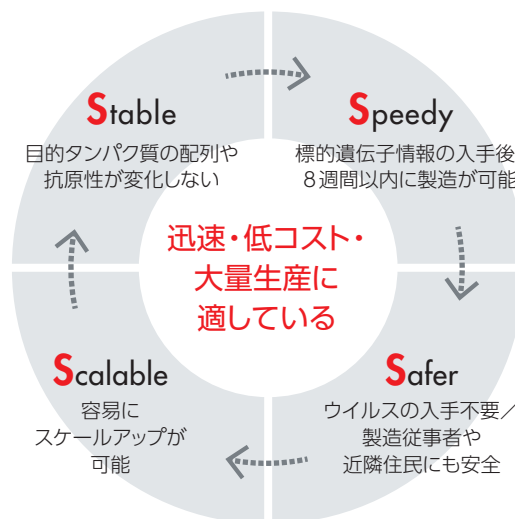 Stable
目的タンパク質の配列や
抗原性が変化しない
Speedy
標的遺伝子情報の入手後
8週間以内に製造が可能
迅速・低コスト・
大量生産に
適している
Scalable
容易に
スケールアップが
可能
Safer
ウイルスの入手不要／
製造従事者や
近隣住民にも安全